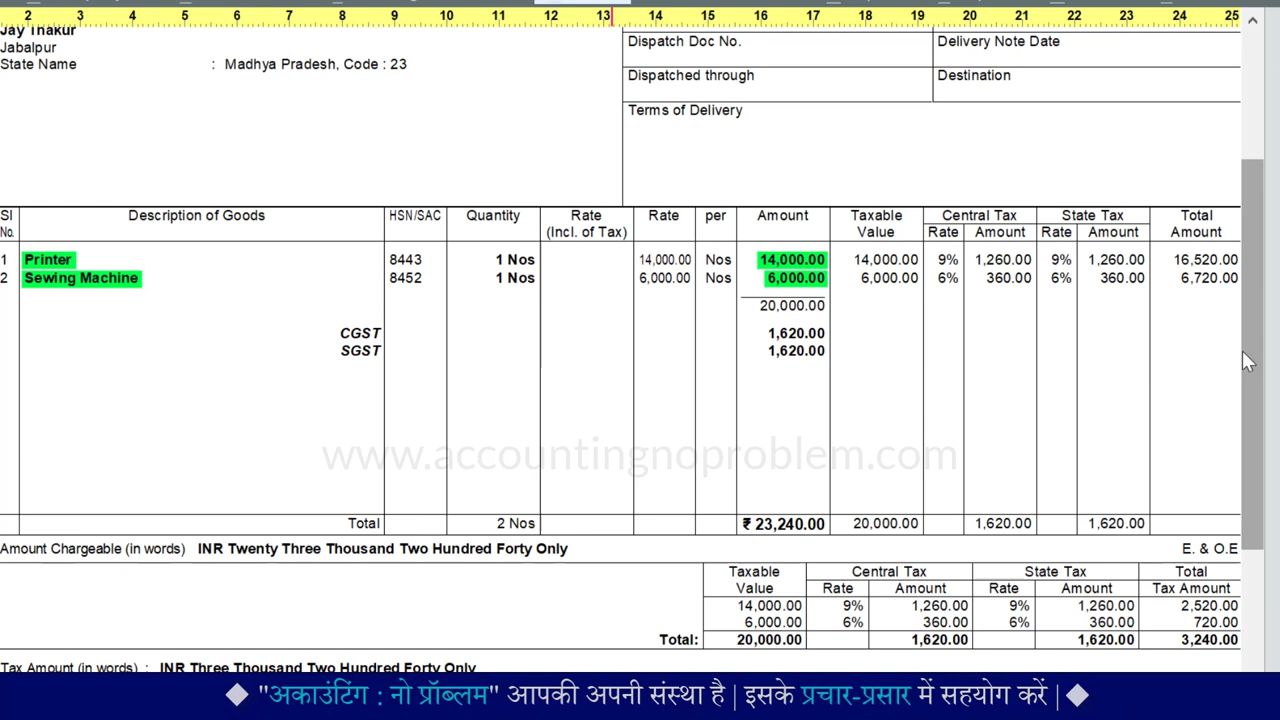 2 3 4 5 6 7 8 9 10 11 12 13 14 15 16 17 18 19 20 21 22 23 24 25
Jay Thakur
Jabalpur
State Name : Madhya Pradesh, Code : 23
Dispatch Doc No. Delivery Note Date
Dispatched through Destination
Terms of Delivery
Sl No. Description of Goods HSN/SAC Quantity Rate (Incl. of Tax) Rate per Amount Taxable Value Central Tax Rate Amount State Tax Rate Amount Total Amount
1 Printer 8443 1 Nos 14,000.00 Nos 14,000.00 14,000.00 9% 1,260.00 9% 1,260.00 16,520.00
2 Sewing Machine 8452 1 Nos 6,000.00 Nos 6,000.00 6,000.00 6% 360.00 6% 360.00 6,720.00
20,000.00
CGST 1,620.00
SGST 1,620.00
www.accountingnoproblem.com
Total 2 Nos ₹ 23,240.00 20,000.00 1,620.00 1,620.00
Amount Chargeable (in words) INR Twenty Three Thousand Two Hundred Forty Only E. & O.E
Taxable Value Central Tax Rate Amount State Tax Rate Amount Total Tax Amount
14,000.00 9% 1,260.00 9% 1,260.00 2,520.00
6,000.00 6% 360.00 6% 360.00 720.00
Total: 20,000.00 1,620.00 1,620.00 3,240.00
Tax Amount (in words) : INR Three Thousand Two Hundred Forty Only
"अकाउंटिंग : नो प्रॉब्लम" आपकी अपनी संस्था है | इसके प्रचार-प्रसार में सहयोग करें |